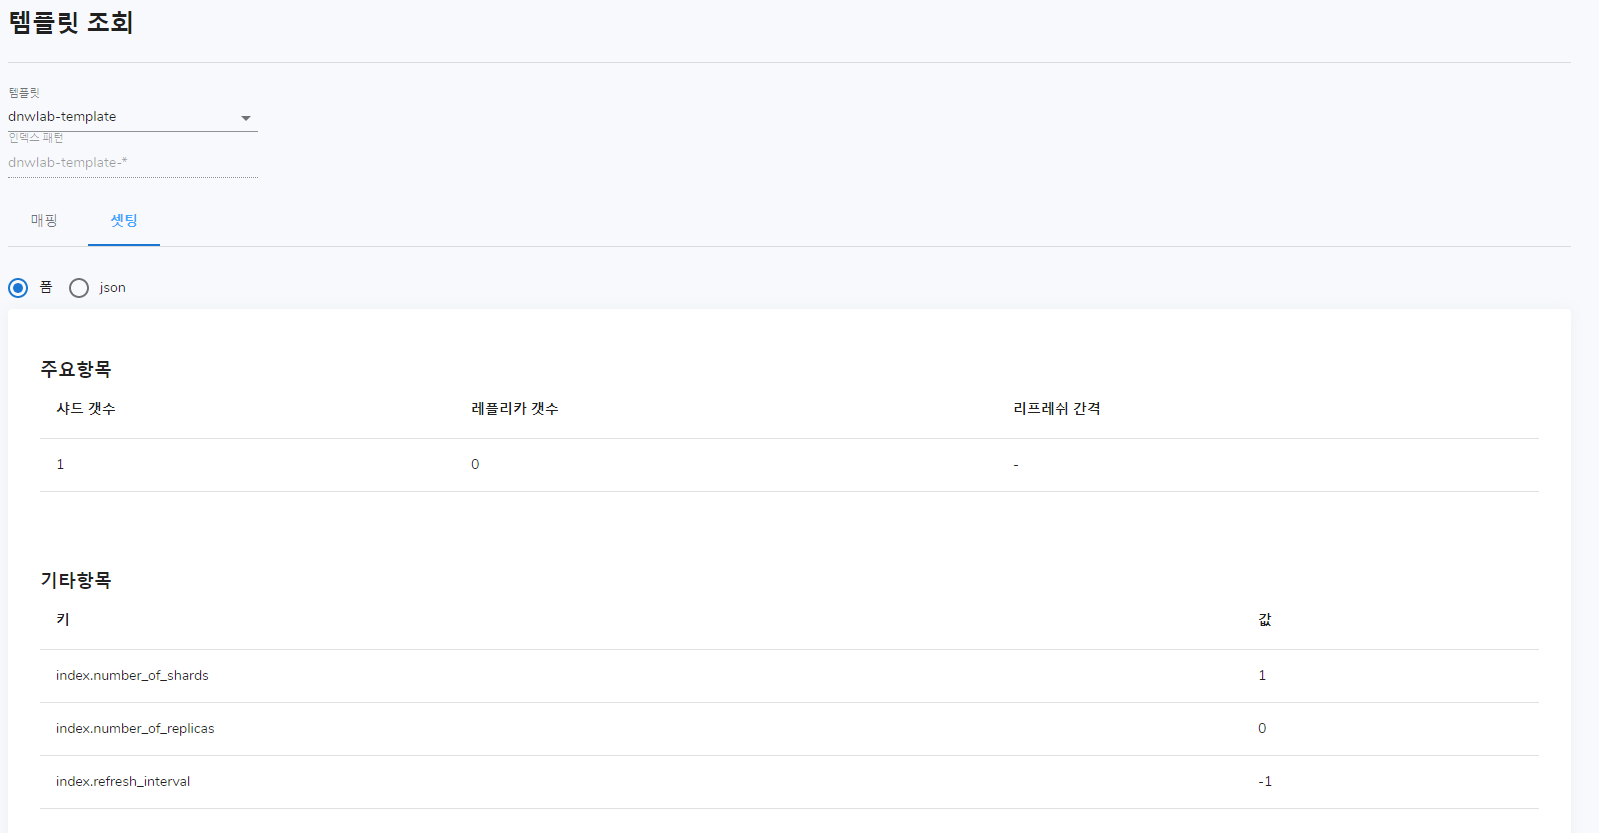 템플릿 조회
템플릿
dnwlab-template
인덱스 패턴
dnwlab-template-*
매핑 셋팅
폼 json
주요항목
샤드 갯수 레플리카 갯수 리프레쉬 간격
1 0 -
기타항목
키 값
index.number_of_shards 1
index.number_of_replicas 0
index.refresh_interval -1